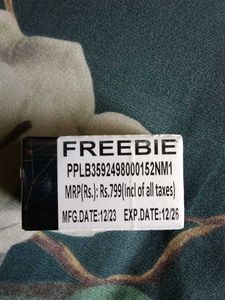 FREEBIE
PPLB3592498000152NM1
MRP(Rs.): Rs.799(Incl of all taxes)
MFG.DATE:12/23 EXP.DATE:12/26